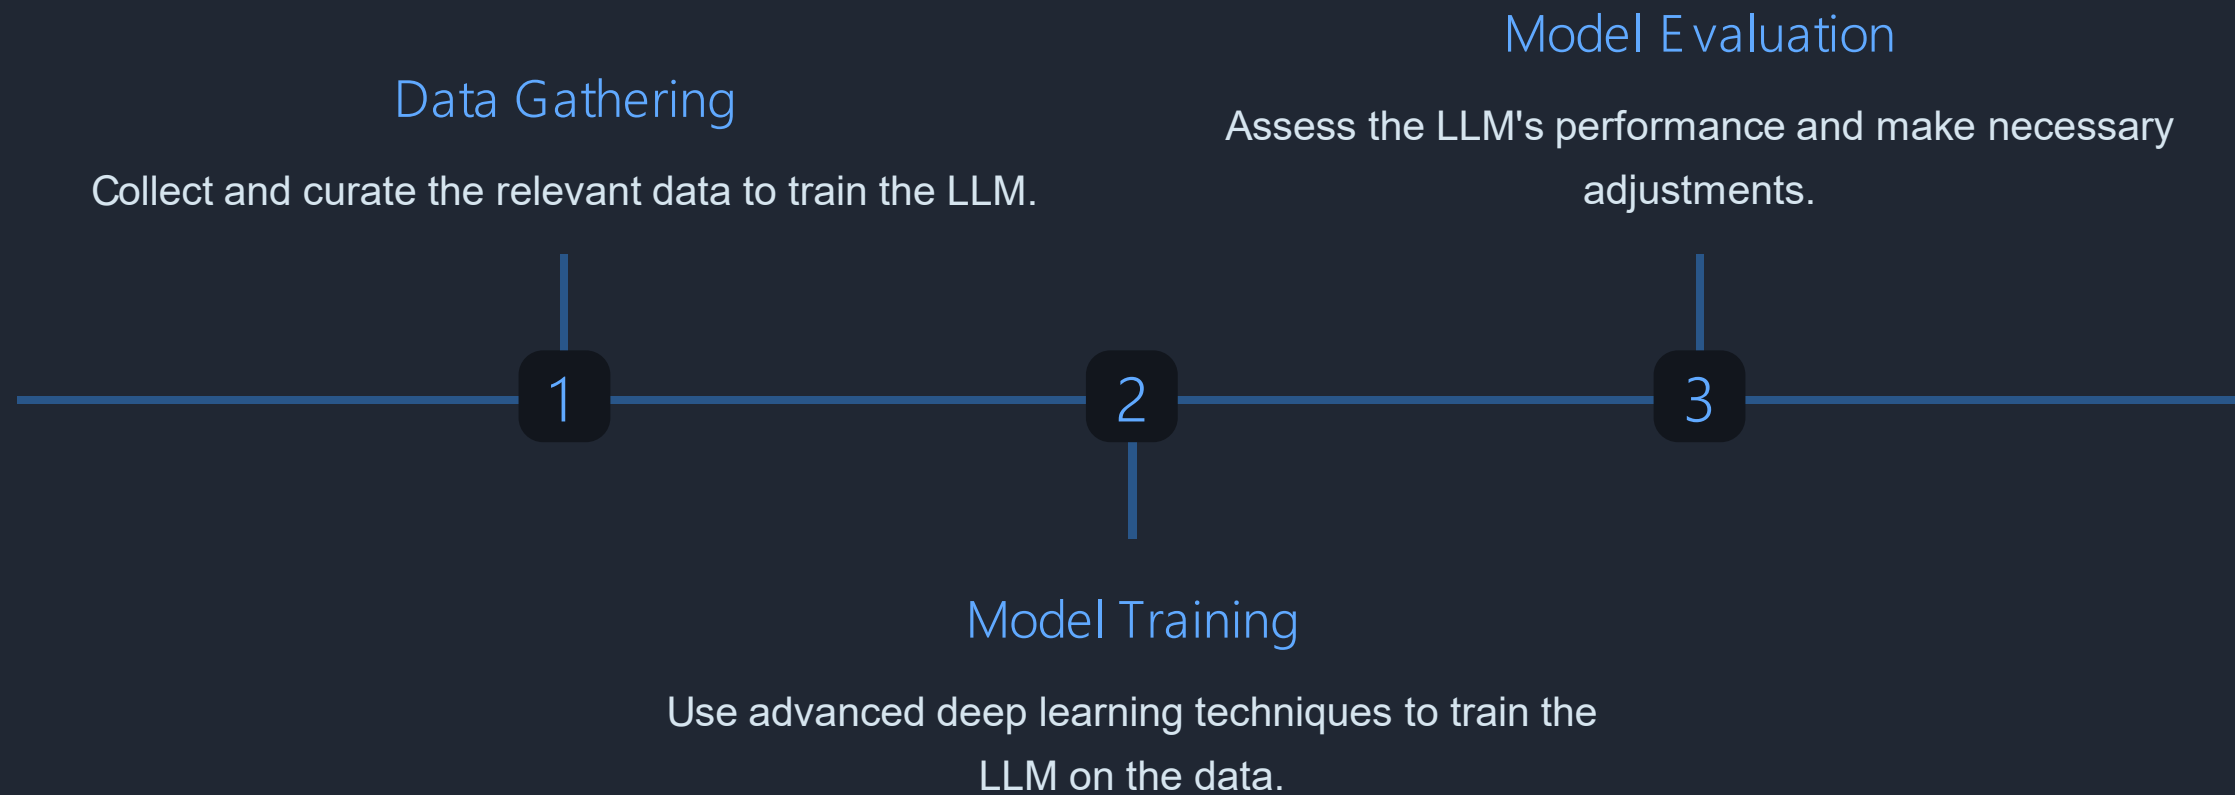 Data Gathering
Collect and curate the relevant data to train the LLM.
1
2
Model Training
Use advanced deep learning techniques to train the
LLM on the data.
Model Evaluation
Assess the LLM's performance and make necessary
adjustments.
3